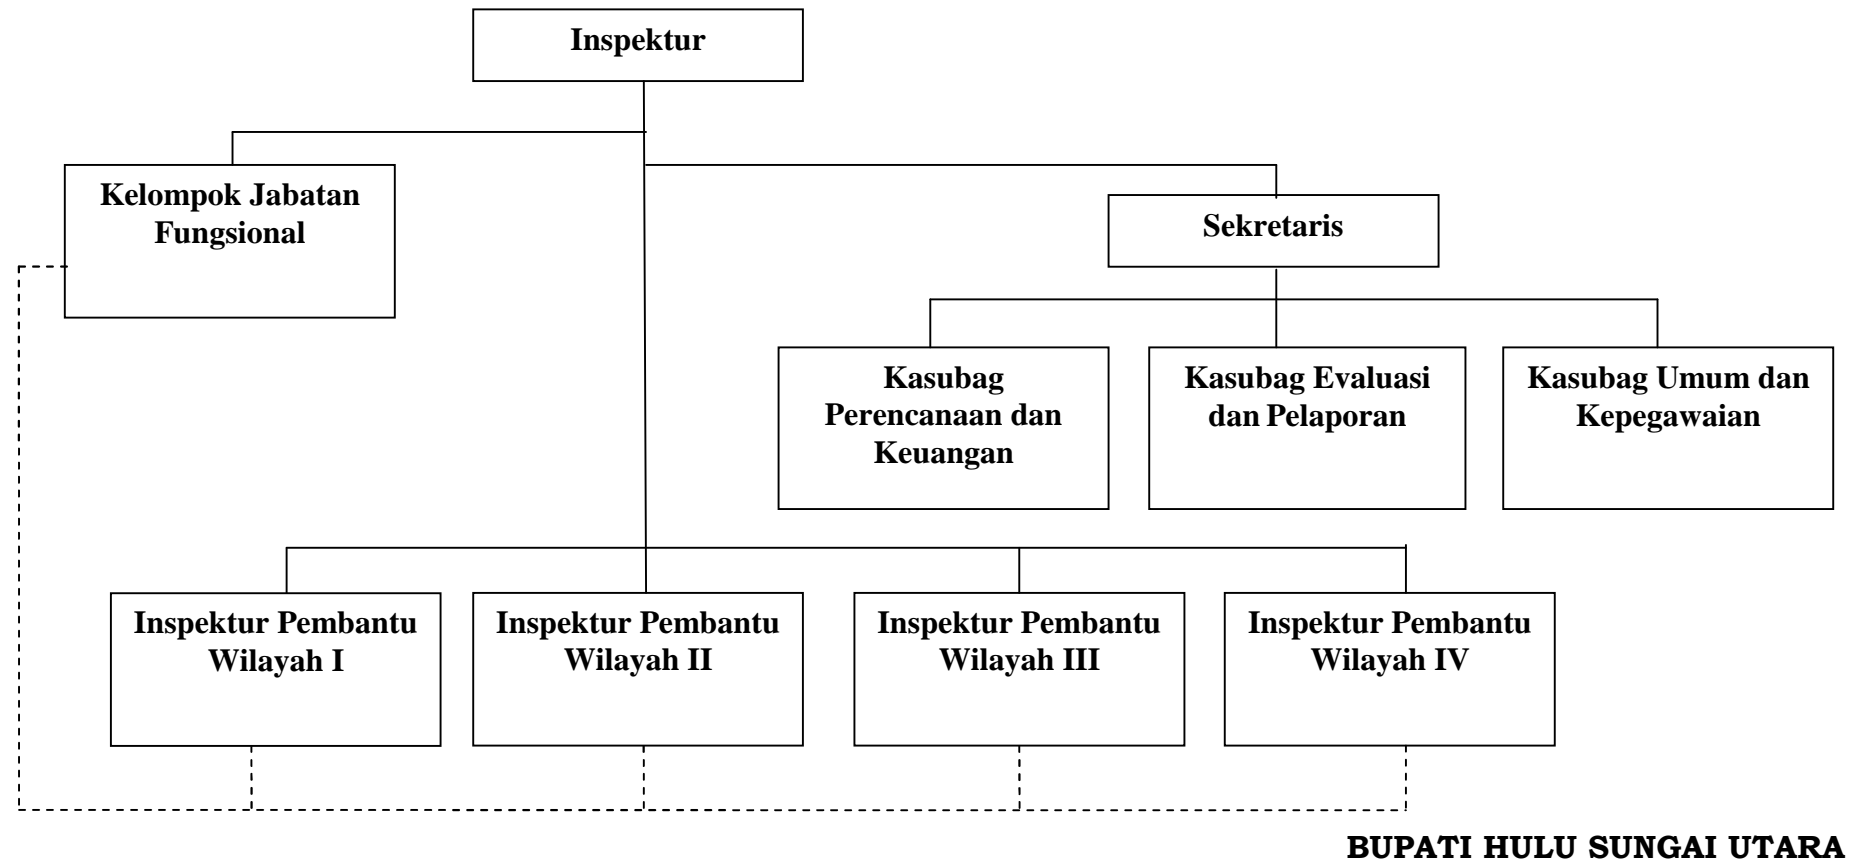 Inspektur
Kelompok Jabatan
Fungsional
Sekretaris
Kasubag
Perencanaan dan
Keuangan
Kasubag Evaluasi
dan Pelaporan
Kasubag Umum dan
Kepegawaian
Inspektur Pembantu
Wilayah I
Inspektur Pembantu
Wilayah II
Inspektur Pembantu
Wilayah III
Inspektur Pembantu
Wilayah IV
BUPATI HULU SUNGAI UTARA